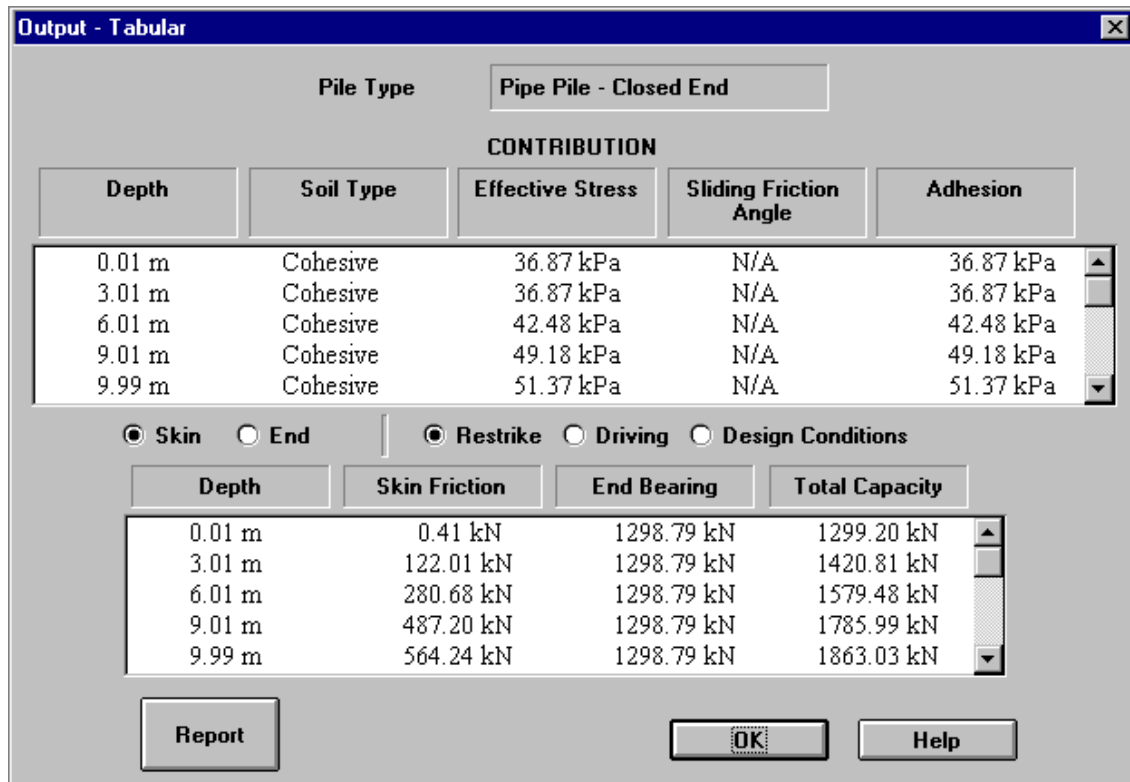 Output - Tabular
Pile Type Pipe Pile - Closed End
CONTRIBUTION
Depth Soil Type Effective Stress Sliding Friction Angle Adhesion
0.01 m Cohesive 36.87 kPa N/A 36.87 kPa
3.01 m Cohesive 36.87 kPa N/A 36.87 kPa
6.01 m Cohesive 42.48 kPa N/A 42.48 kPa
9.01 m Cohesive 49.18 kPa N/A 49.18 kPa
9.99 m Cohesive 51.37 kPa N/A 51.37 kPa
Skin End Restrike Driving Design Conditions
Depth Skin Friction End Bearing Total Capacity
0.01 m 0.41 kN 1298.79 kN 1299.20 kN
3.01 m 122.01 kN 1298.79 kN 1420.81 kN
6.01 m 280.68 kN 1298.79 kN 1579.48 kN
9.01 m 487.20 kN 1298.79 kN 1785.99 kN
9.99 m 564.24 kN 1298.79 kN 1863.03 kN
Report OK Help